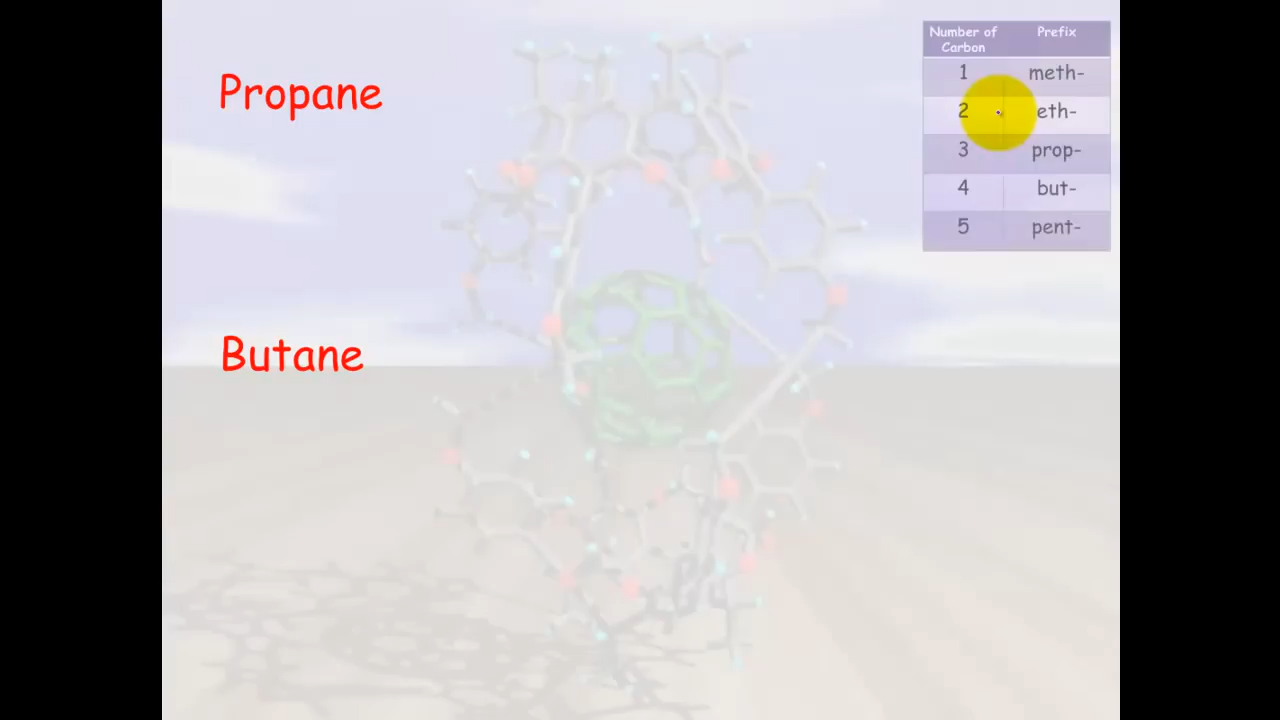 Propane
Butane
Number of Carbon Prefix
1 meth-
2 eth-
3 prop-
4 but-
5 pent-